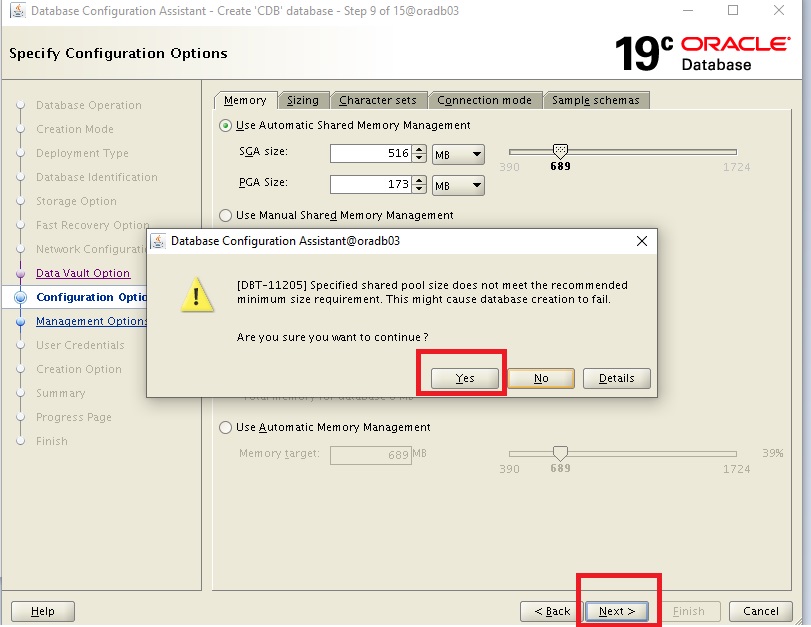 Database Configuration Assistant - Create 'CDB' database - Step 9 of 15@oradb03
Specify Configuration Options
19c ORACLE
Database
Database Operation
Creation Mode
Deployment Type
Database Identification
Storage Option
Fast Recovery Option
Network Configuratio
Data Vault Option
Configuration Optio
Management Options
User Credentials
Creation Option
Summary
Progress Page
Finish
Memory Sizing Character sets Connection mode Sample schemas
Use Automatic Shared Memory Management
SGA size: 516 MB
390 689 1724
PGA Size: 173 MB
Use Manual Shared Memory Management
Database Configuration Assistant@oradb03
[DBT-11205] Specified shared pool size does not meet the recommended
minimum size requirement. This might cause database creation to fail.
Are you sure you want to continue?
Yes No Details
Total memory for database 0 MB
Use Automatic Memory Management
Memory target: 689 MB 39%
390 689 1724
Help < Back Next > Finish Cancel